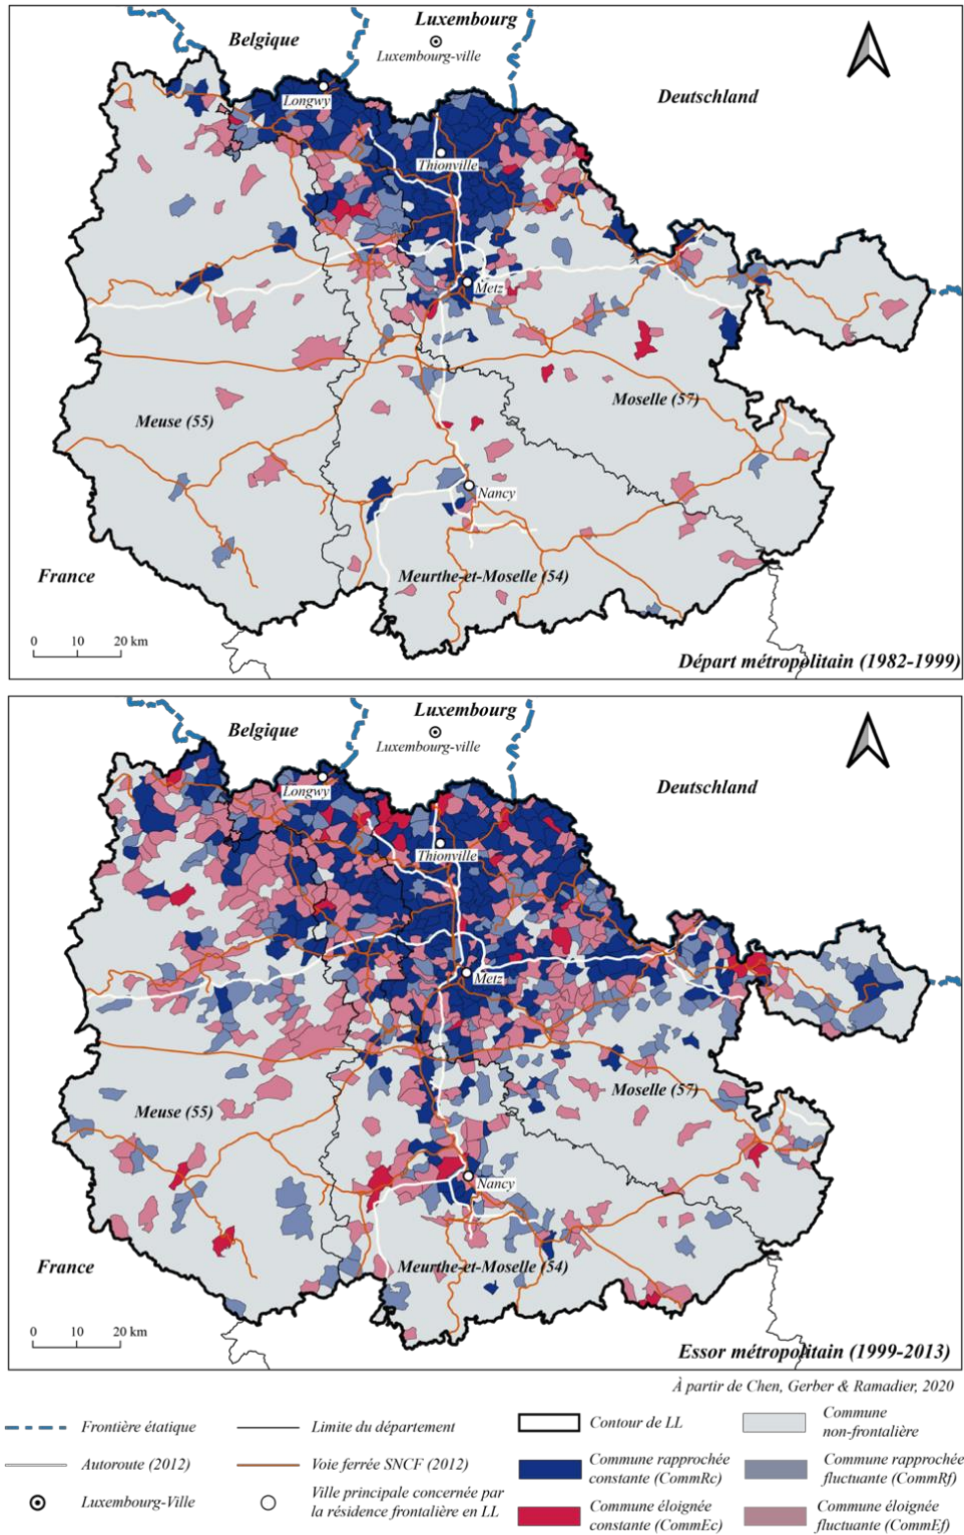 Luxembourg
Belgique
Luxembourg-ville
Longwy
Deutschland
Thionville
Metz
Meuse (55)
Moselle (57)
Nancy
France
Meurthe-et-Moselle (54)
0 10 20 km
Départ métropolitain (1982-1999)
Luxembourg
Belgique
Luxembourg-ville
Longwy
Deutschland
Thionville
Metz
Meuse (55)
Moselle (57)
Nancy
France
Meurthe-et-Moselle (54)
0 10 20 km
Essor métropolitain (1999-2013)
À partir de Chen, Gerber & Ramadier, 2020
Frontière étatique
Limite du département
Contour de LL
Commune
non-frontalière
Autoroute (2012)
Voie ferrée SNCF (2012)
Commune rapprochée
constante (CommRc)
Commune rapprochée
fluctuante (CommRf)
Luxembourg-Ville
Ville principale concernée par
la résidence frontalière en LL
Commune éloignée
constante (CommEc)
Commune éloignée
fluctuante (CommEf)